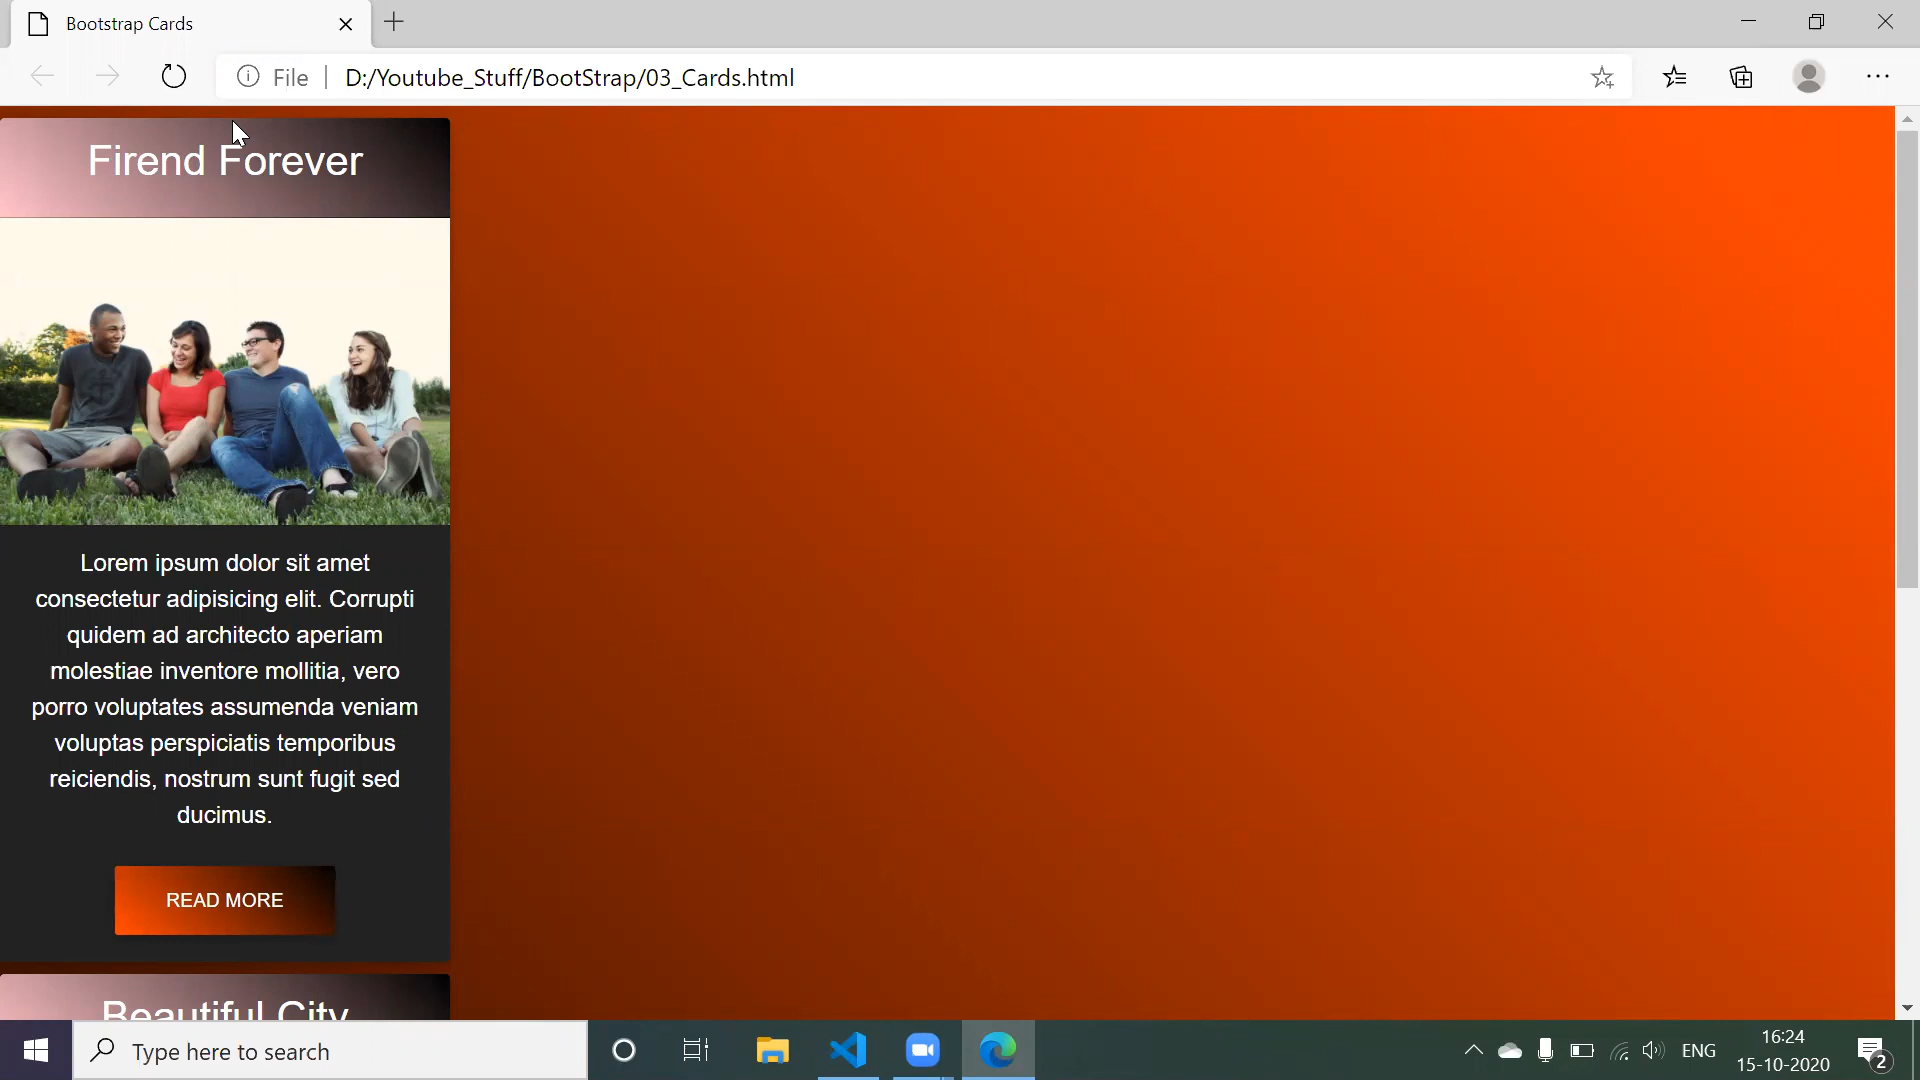 Bootstrap Cards
File
D:/Youtube_Stuff/BootStrap/03_Cards.html
Firend Forever
Lorem ipsum dolor sit amet
consectetur adipisicing elit. Corrupti
quidem ad architecto aperiam
molestiae inventore mollitia, vero
porro voluptates assumenda veniam
voluptas perspiciatis temporibus
reiciendis, nostrum sunt fugit sed
ducimus.
READ MORE
Beautiful City
Type here to search
ENG
16:24
15-10-2020
2